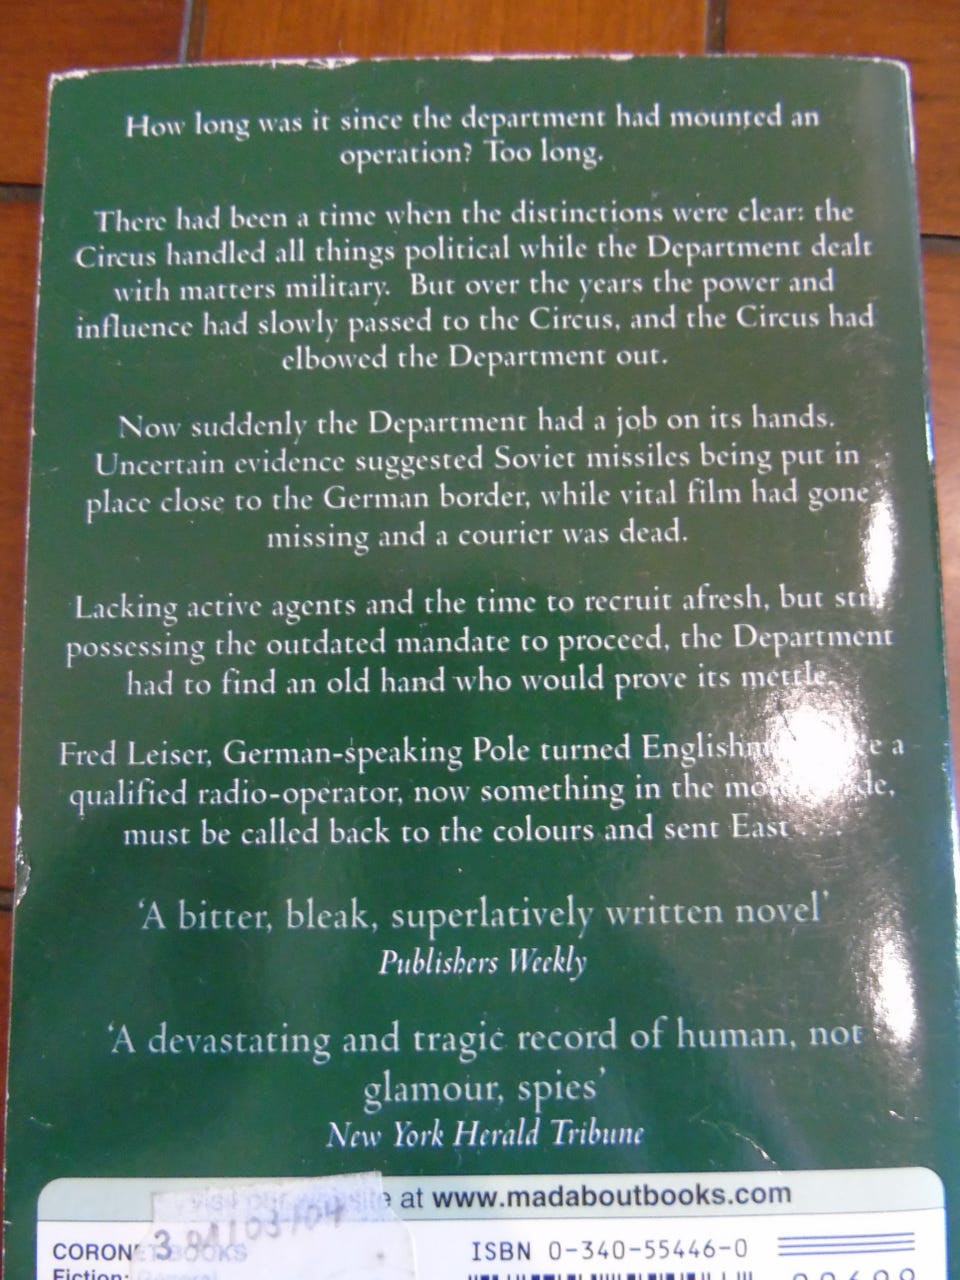 How long was it since the department had mounted an
operation? Too long.
There had been a time when the distinctions were clear: the
Circus handled all things political while the Department dealt
with matters military. But over the years the power and
influence had slowly passed to the Circus, and the Circus had
elbowed the Department out.
Now suddenly the Department had a job on its hands.
Uncertain evidence suggested Soviet missiles being put in
place close to the German border, while vital film had gone
missing and a courier was dead.
Lacking active agents and the time to recruit afresh, but still
possessing the outdated mandate to proceed, the Department
had to find an old hand who would prove its mettle.
Fred Leiser, German-speaking Pole turned a
qualified radio-operator, now something in the
must be called back to the colours and sent East . . .
'A bitter, bleak, superlatively written novel'
Publishers Weekly
'A devastating and tragic record of human, not
glamour, spies'
New York Herald Tribune
visit our website at www.madaboutbooks.com
BOOKS
ISBN 0-340-55446-0
Fiction: General